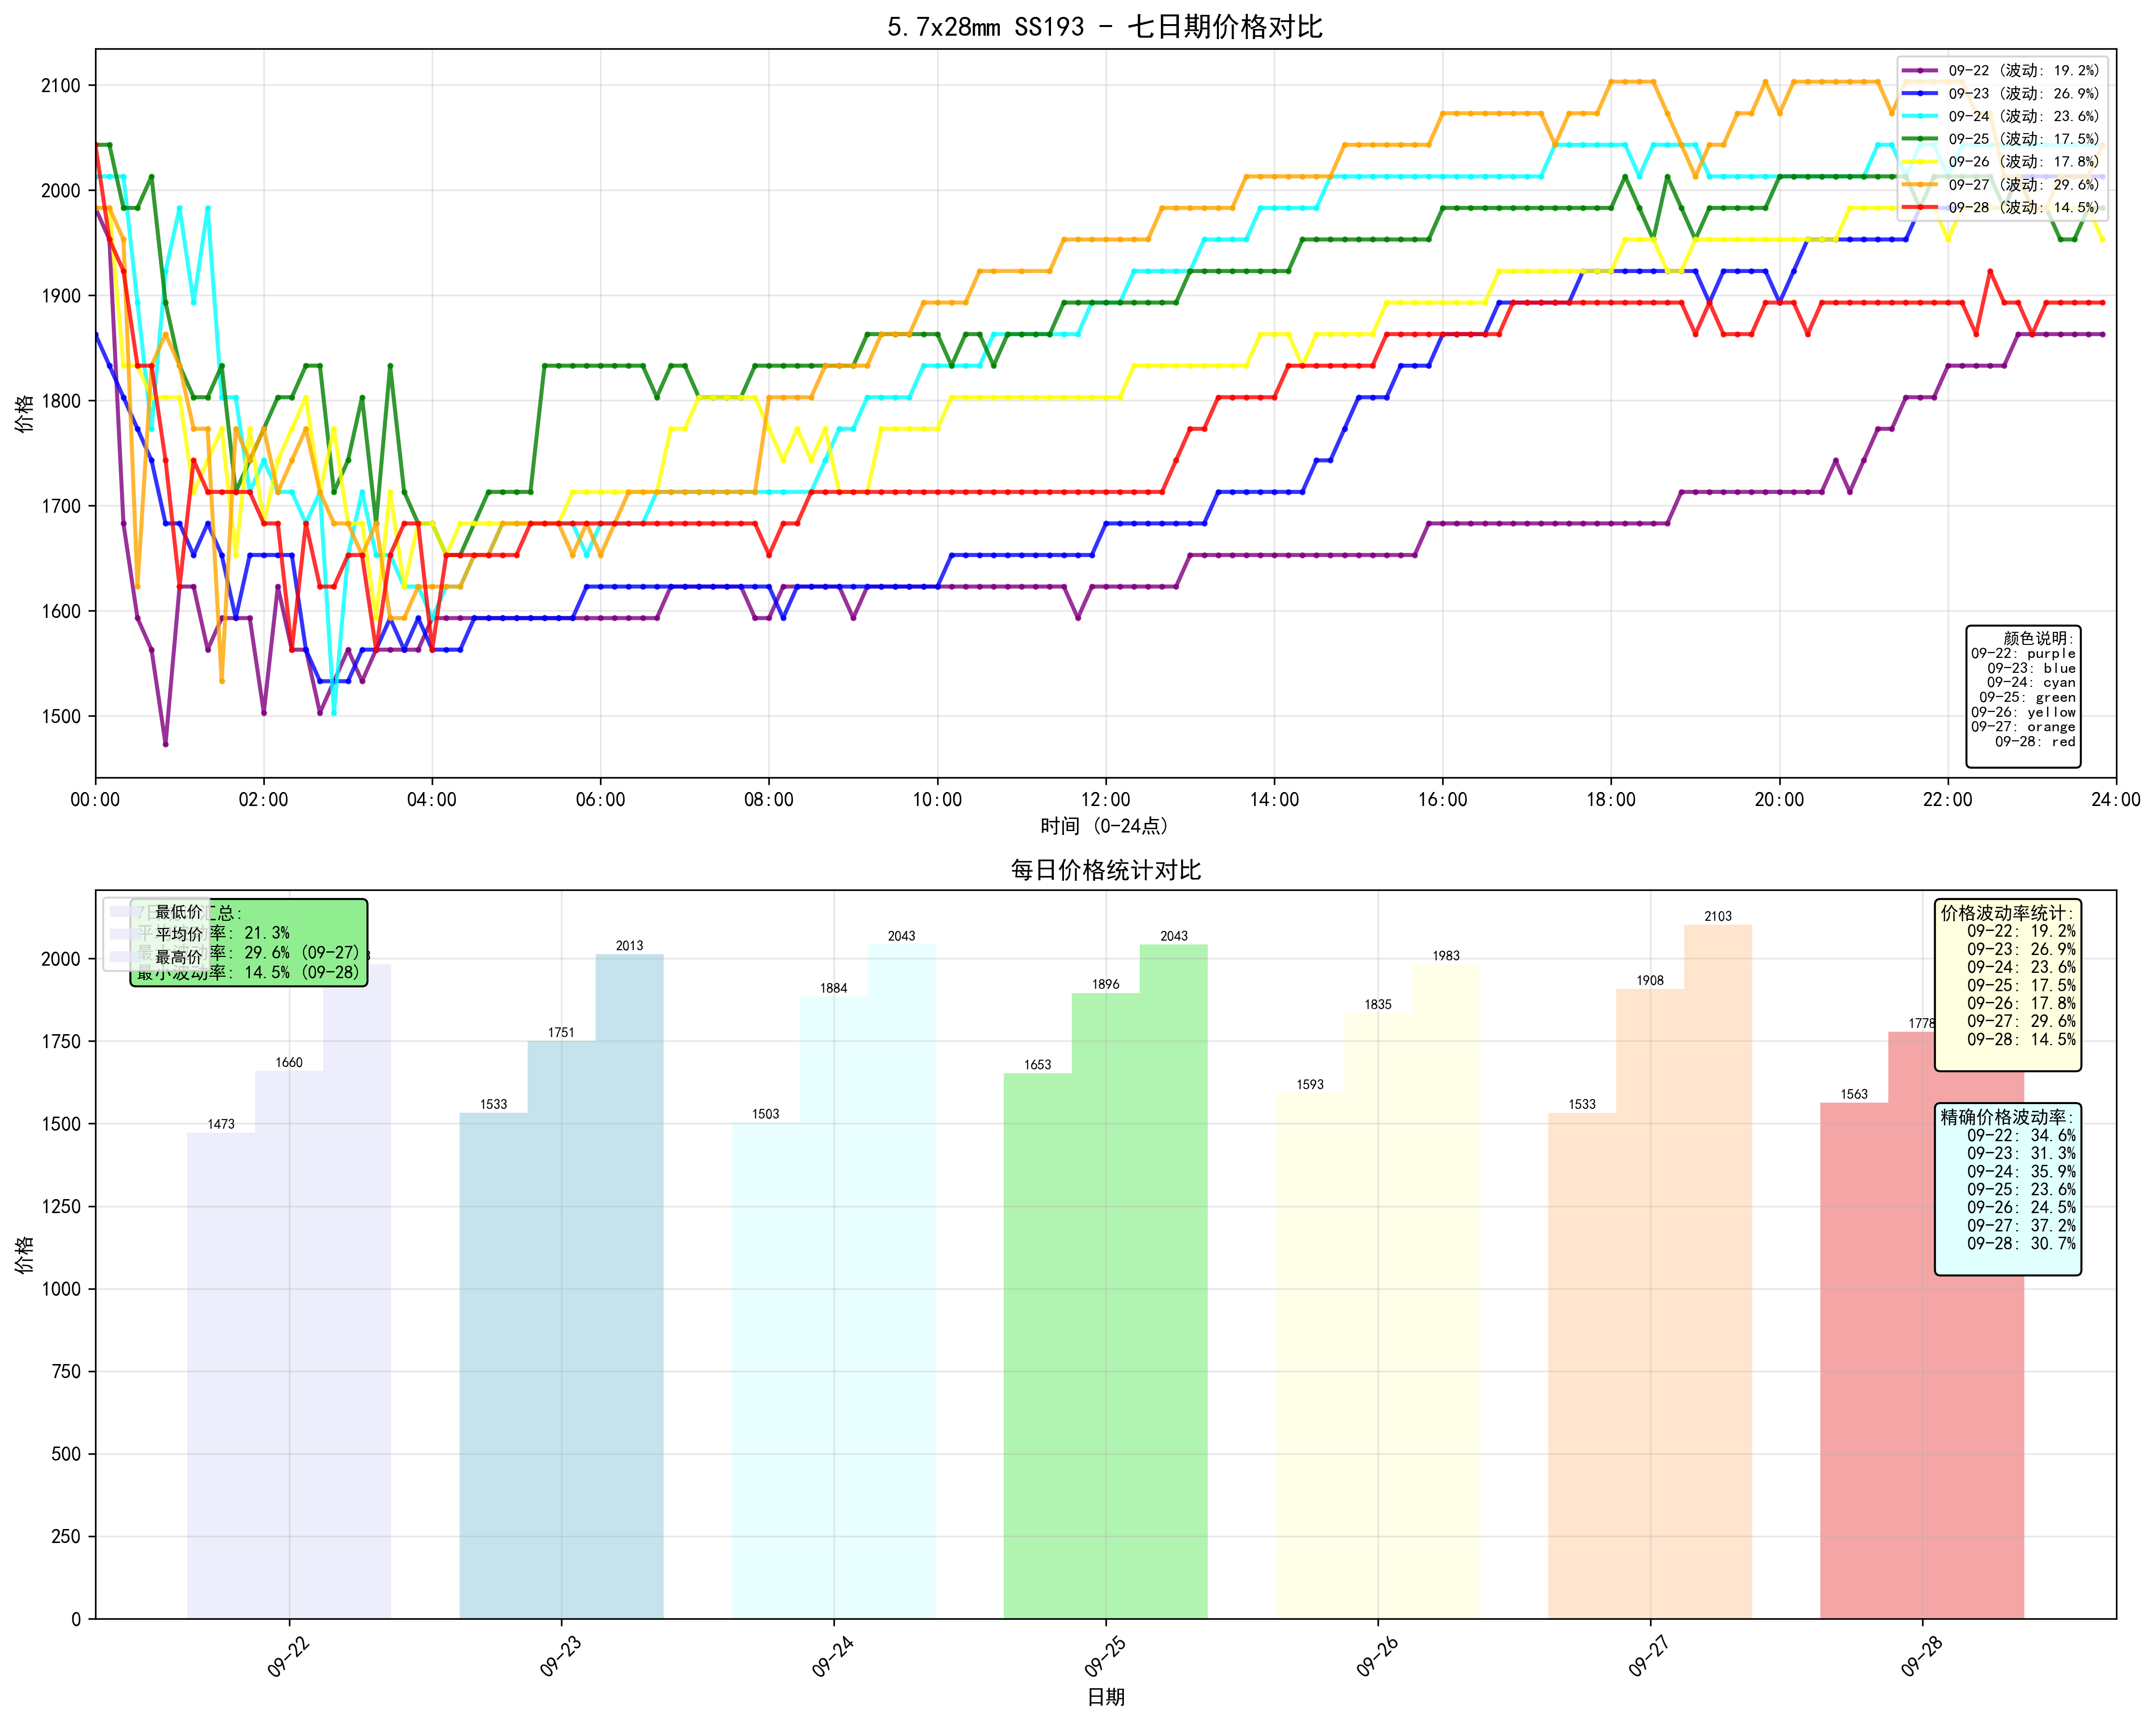 5.7x28mm SS193 - 七日期价格对比
价格
2100
2000
1900
1800
1700
1600
1500
09-22 (波动: 19.2%)
09-23 (波动: 26.9%)
09-24 (波动: 23.6%)
09-25 (波动: 17.5%)
09-26 (波动: 17.8%)
09-27 (波动: 29.6%)
09-28 (波动: 14.5%)
颜色说明:
09-22: purple
09-23: blue
09-24: cyan
09-25: green
09-26: yellow
09-27: orange
09-28: red
00:00 02:00 04:00 06:00 08:00 10:00 12:00 14:00 16:00 18:00 20:00 22:00 24:00
时间 (0-24点)
每日价格统计对比
价格
2000
1750
1500
1250
1000
750
500
250
0
最低价
平均价
最高价
汇总:
率: 21.3%
率: 29.6% (09-27)
最小波动率: 14.5% (09-28)
1473 1660
1533 1751 2013
1503 1884 2043
1653 1896 2043
1593 1835 1983
1533 1908 2103
1563 1778
价格波动率统计:
09-22: 19.2%
09-23: 26.9%
09-24: 23.6%
09-25: 17.5%
09-26: 17.8%
09-27: 29.6%
09-28: 14.5%
精确价格波动率:
09-22: 34.6%
09-23: 31.3%
09-24: 35.9%
09-25: 23.6%
09-26: 24.5%
09-27: 37.2%
09-28: 30.7%
09-22 09-23 09-24 09-25 09-26 09-27 09-28
日期